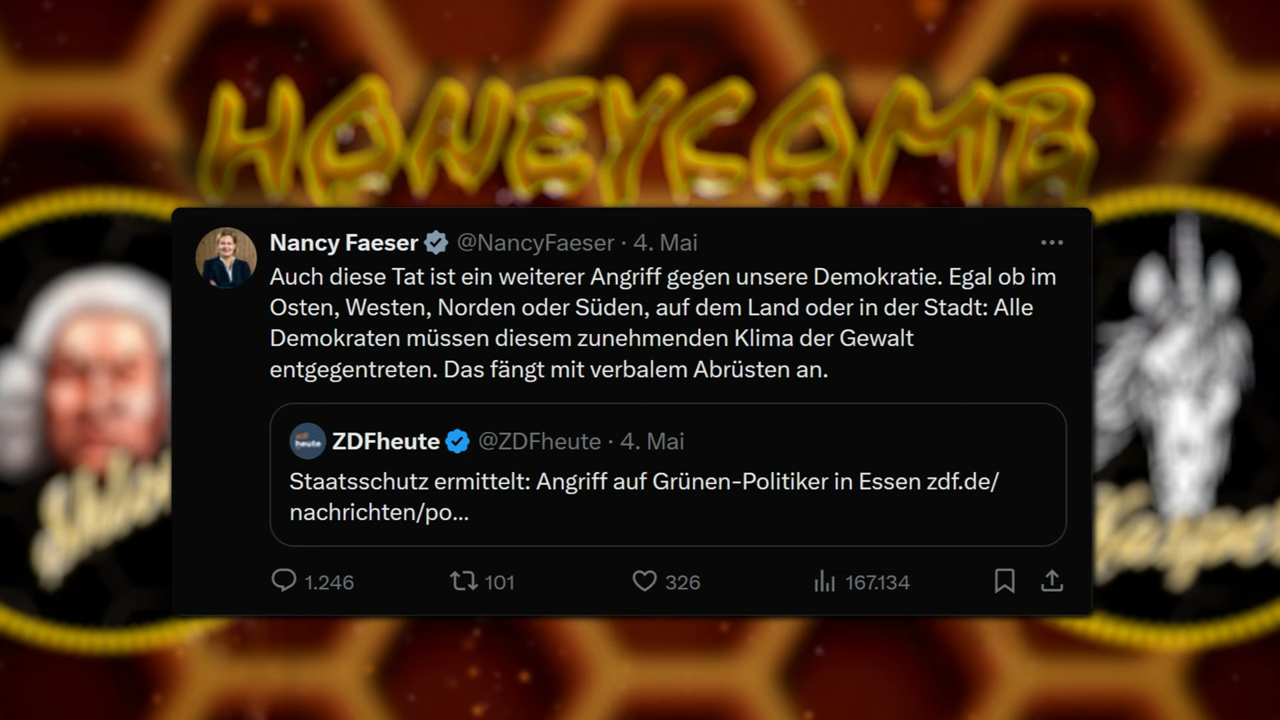 HONEYCOMB
Nancy Faeser @NancyFaeser · 4. Mai
Auch diese Tat ist ein weiterer Angriff gegen unsere Demokratie. Egal ob im
Osten, Westen, Norden oder Süden, auf dem Land oder in der Stadt: Alle
Demokraten müssen diesem zunehmenden Klima der Gewalt
entgegentreten. Das fängt mit verbalem Abrüsten an.
ZDFheute @ZDFheute · 4. Mai
Staatsschutz ermittelt: Angriff auf Grünen-Politiker in Essen zdf.de/
nachrichten/po...
1.246 101 326 167.134